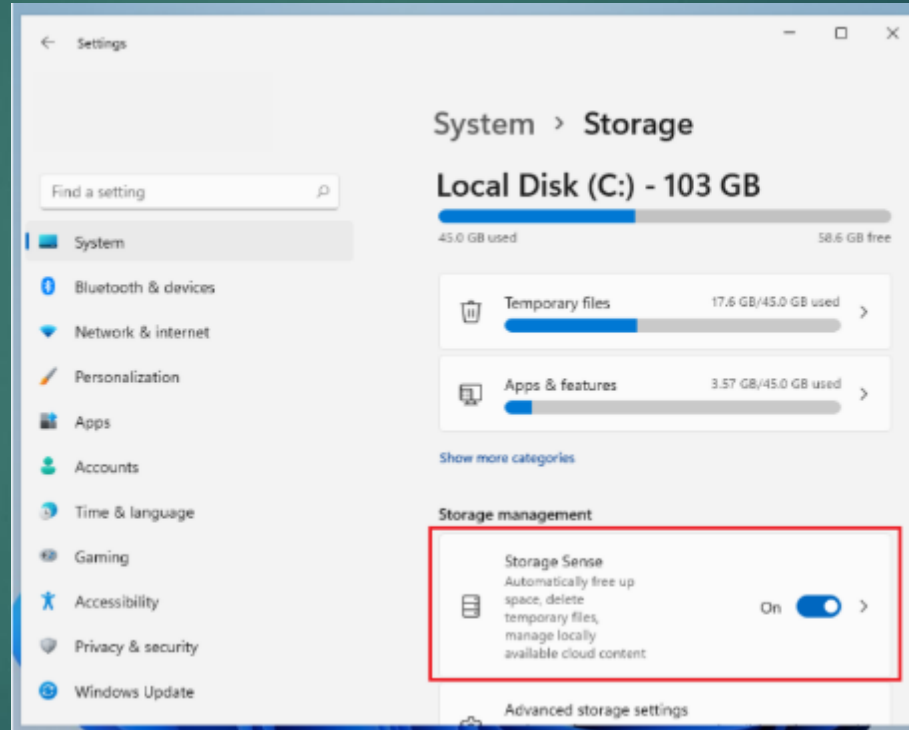 Settings
Find a setting
System
Bluetooth & devices
Network & internet
Personalization
Apps
Accounts
Time & language
Gaming
Accessibility
Privacy & security
Windows Update
System > Storage
Local Disk (C:) - 103 GB
45.0 GB used 58.6 GB free
Temporary files 17.6 GB/45.0 GB used
Apps & features 3.57 GB/45.0 GB used
Show more categories
Storage management
Storage Sense
Automatically free up
space, delete
temporary files,
manage locally
available cloud content
On
Advanced storage settings